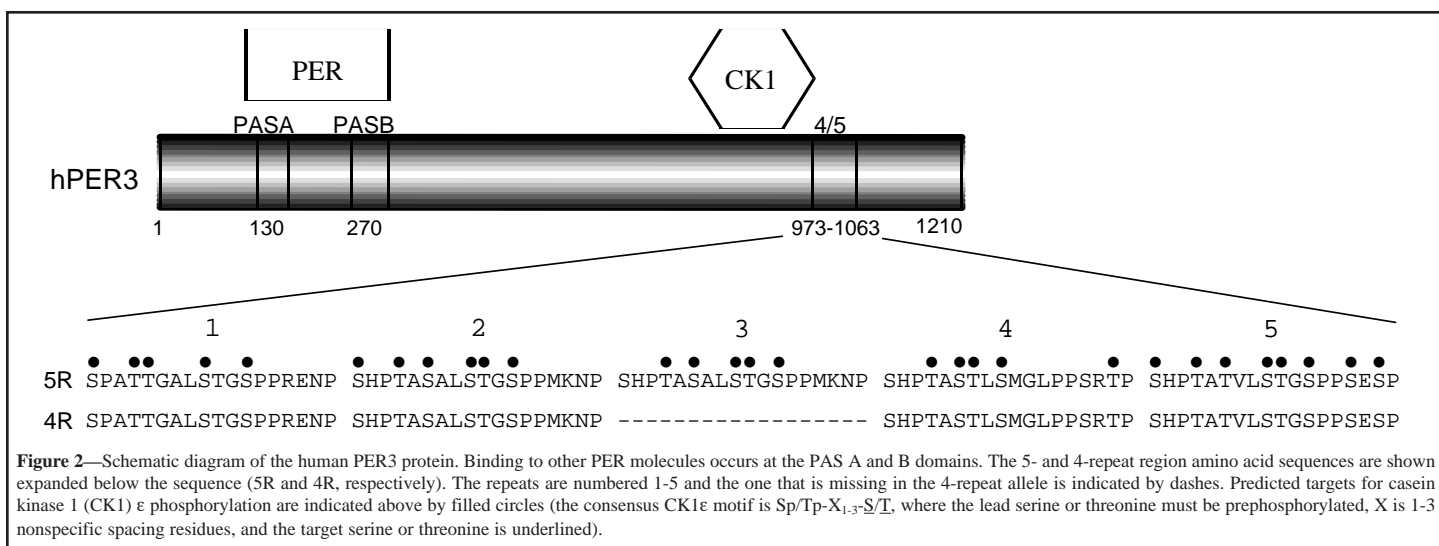 PER
CK1
PASA PASB 4/5
hPER3
1 130 270 973-1063 1210
1 2 3 4 5
5R SPATTGALSTGSPPRENP SHPTASALSTGSPPMKNP SHPTASALSTGSPPMKNP SHPTASTLSMGLPPSRTP SHPTATVLSTGSPPSESP
4R SPATTGALSTGSPPRENP SHPTASALSTGSPPMKNP ------------------ SHPTASTLSMGLPPSRTP SHPTATVLSTGSPPSESP
Figure 2—Schematic diagram of the human PER3 protein. Binding to other PER molecules occurs at the PAS A and B domains. The 5- and 4-repeat region amino acid sequences are shown
expanded below the sequence (5R and 4R, respectively). The repeats are numbered 1-5 and the one that is missing in the 4-repeat allele is indicated by dashes. Predicted targets for casein
kinase 1 (CK1) ε phosphorylation are indicated above by filled circles (the consensus CK1ε motif is Sp/Tp-X1-3-S/T, where the lead serine or threonine must be prephosphorylated, X is 1-3
nonspecific spacing residues, and the target serine or threonine is underlined).